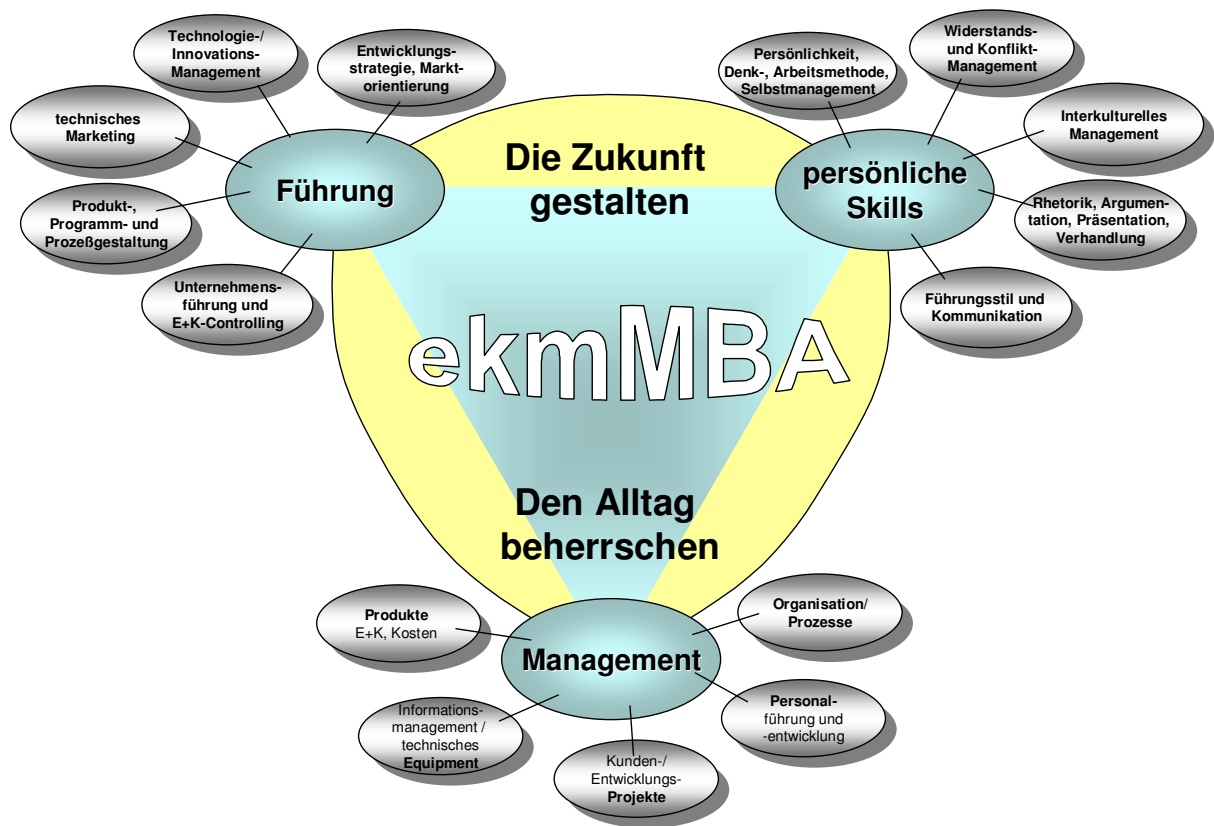 Technologie-/
Innovations-
Management
Entwicklungs-
strategie, Markt-
orientierung
technisches
Marketing
Produkt-,
Programm- und
Prozeßgestaltung
Unternehmens-
führung und
E+K-Controlling
Führung
Die Zukunft
gestalten
Persönlichkeit,
Denk-, Arbeitsmethode,
Selbstmanagement
Widerstands-
und Konflikt-
Management
Interkulturelles
Management
Rhetorik, Argumen-
tation, Präsentation,
Verhandlung
Führungsstil und
Kommunikation
persönliche
Skills
ekmMBA
Den Alltag
beherrschen
Produkte
E+K, Kosten
Organisation/
Prozesse
Management
Informations-
management /
technisches
Equipment
Kunden-/
Entwicklungs-
Projekte
Personal-
führung und
-entwicklung